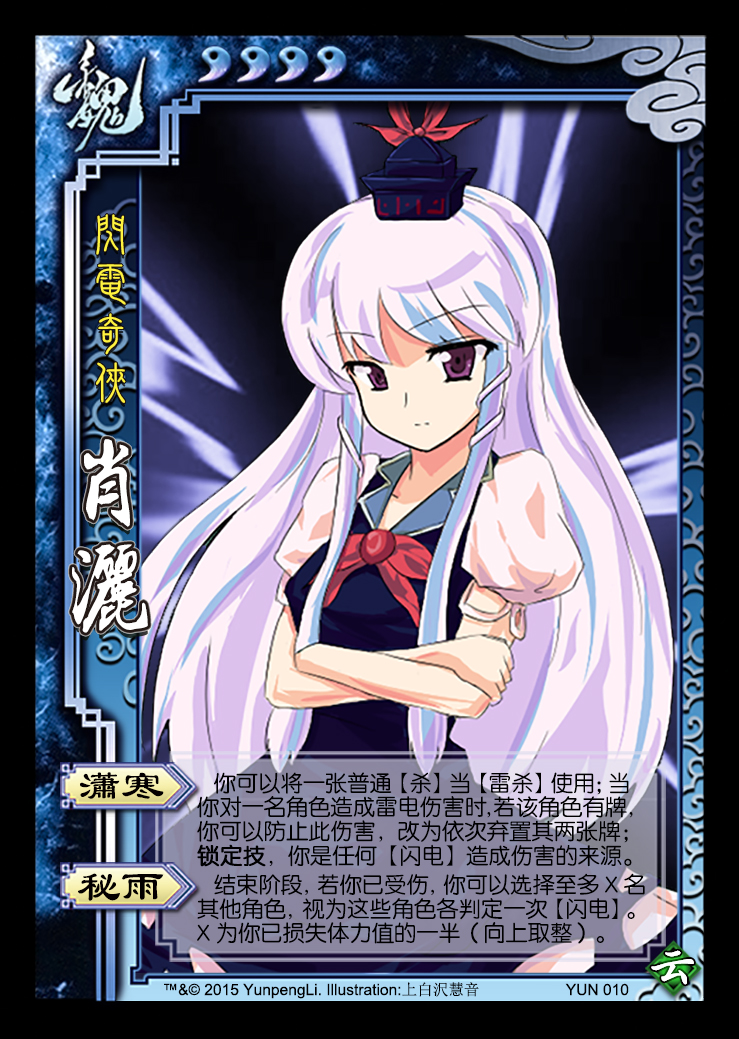 魏
閃電奇俠
肖灑
瀟寒
你可以将一张普通【杀】当【雷杀】使用；当
你对一名角色造成雷电伤害时,若该角色有牌,
你可以防止此伤害，改为依次弃置其两张牌；
锁定技，你是任何【闪电】造成伤害的来源。
秘雨
结束阶段, 若你已受伤, 你可以选择至多 X 名
其他角色, 视为这些角色各判定一次【闪电】。
X 为你已损失体力值的一半（向上取整）。
云
™&© 2015 YunpengLi. Illustration:上白沢慧音
YUN 010